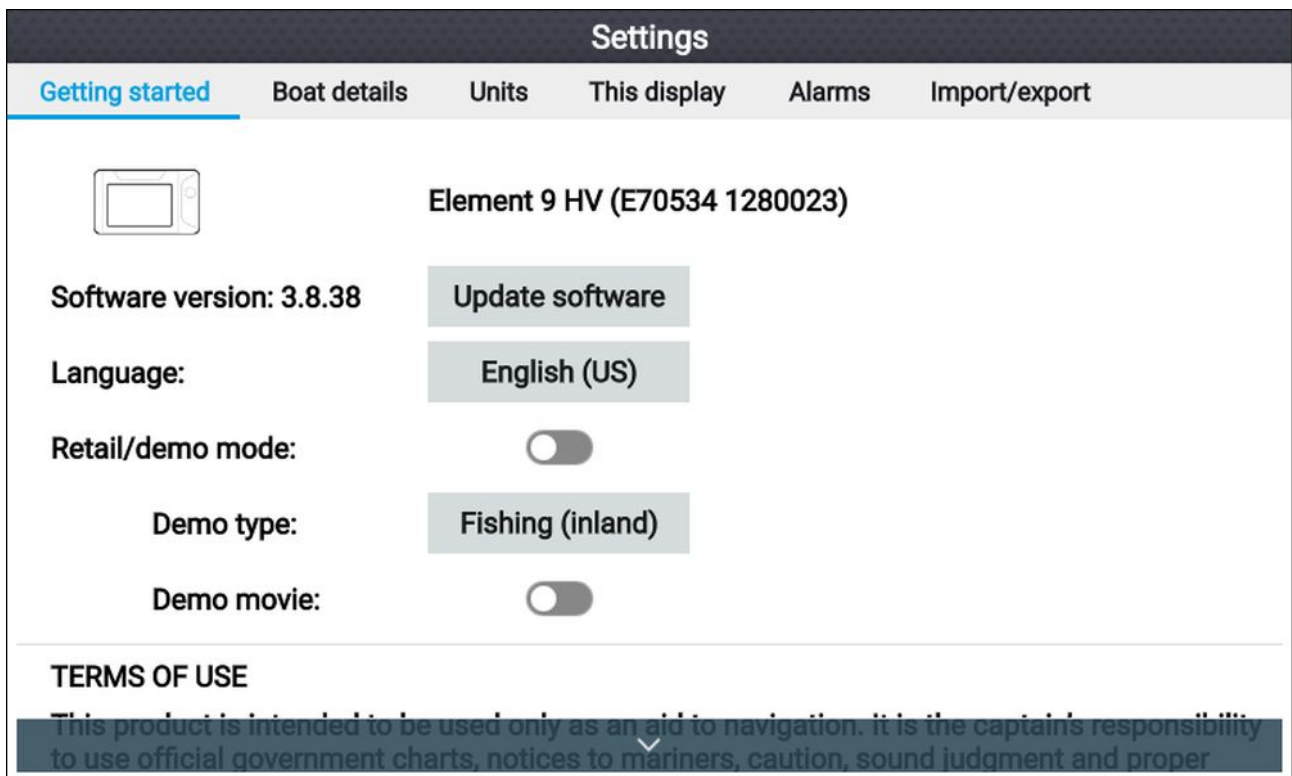 Settings
Getting started Boat details Units This display Alarms Import/export
Element 9 HV (E70534 1280023)
Software version: 3.8.38 Update software
Language: English (US)
Retail/demo mode:
Demo type: Fishing (inland)
Demo movie:
TERMS OF USE
This product is intended to be used only as an aid to navigation. It is the captain's responsibility
to use official government charts, notices to mariners, caution, sound judgment and proper